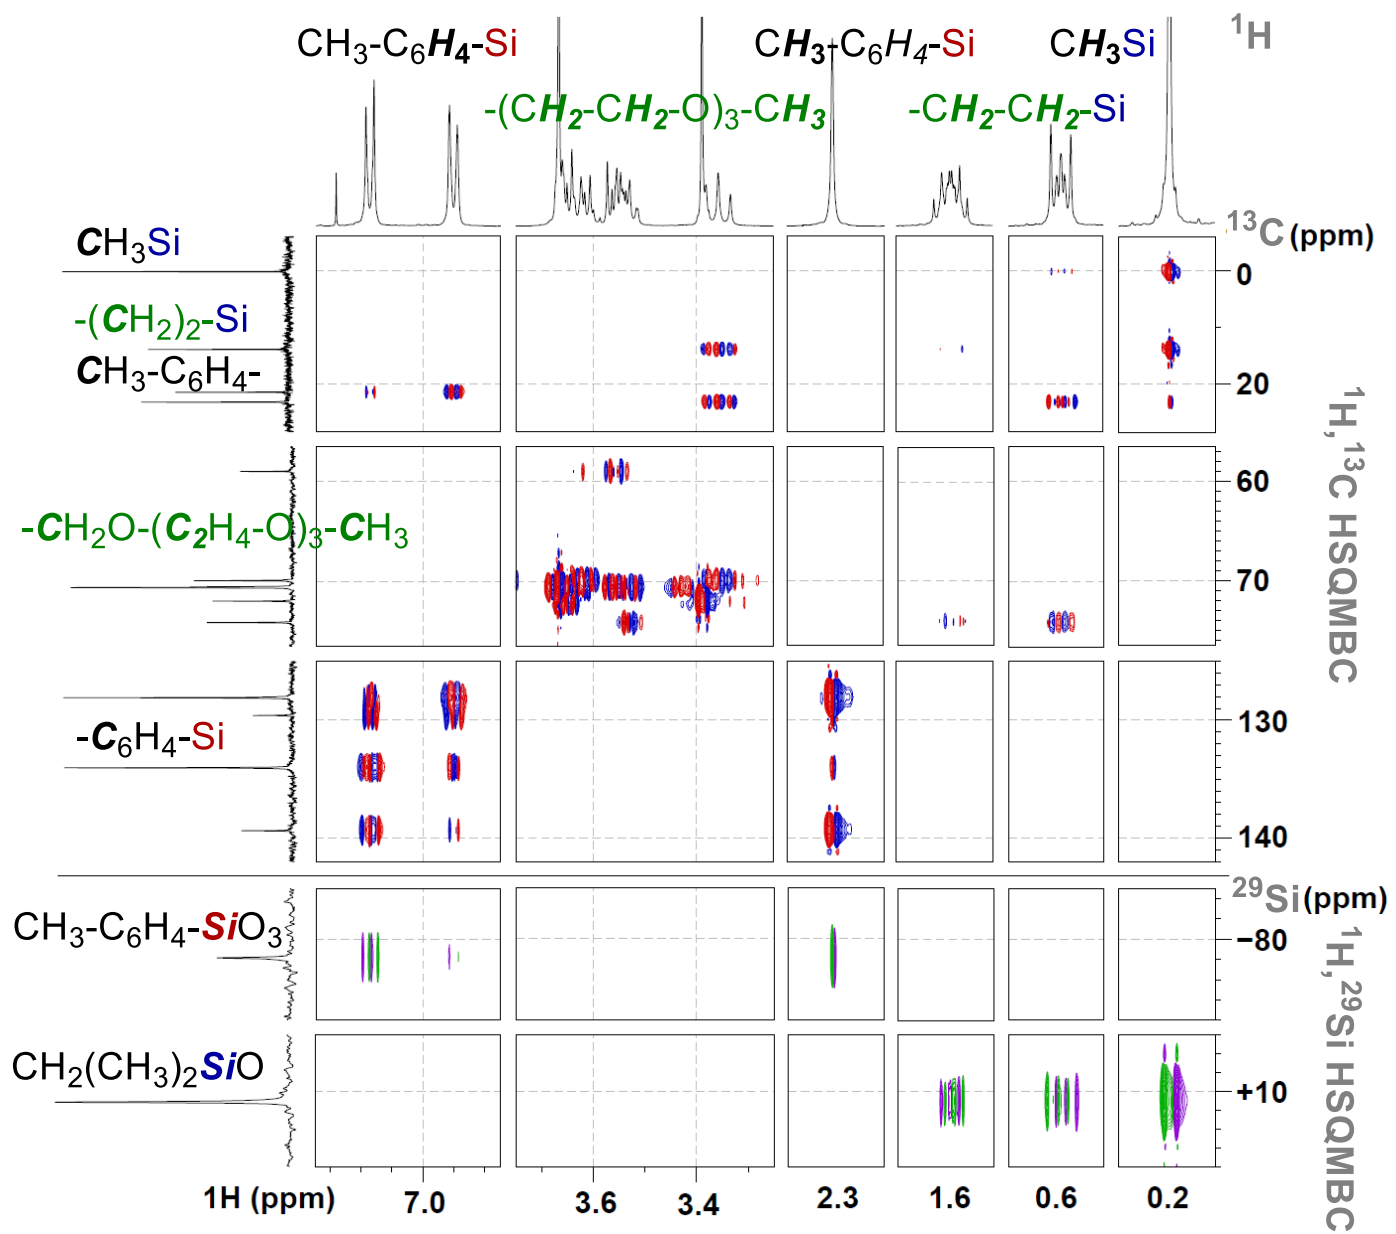 ¹H
CH3-C6H4-Si
CH3-C6H4-Si
CH3Si
-(CH2-CH2-O)3-CH3
-CH2-CH2-Si
¹³C (ppm)
CH3Si
0
-(CH2)2-Si
CH3-C6H4-
20
¹H,¹³C HSQMBC
60
-CH2O-(C2H4-O)3-CH3
70
130
-C6H4-Si
140
²⁹Si (ppm)
CH3-C6H4-SiO3
−80
¹H,²⁹Si HSQMBC
CH2(CH3)2SiO
+10
1H (ppm)
7.0
3.6
3.4
2.3
1.6
0.6
0.2